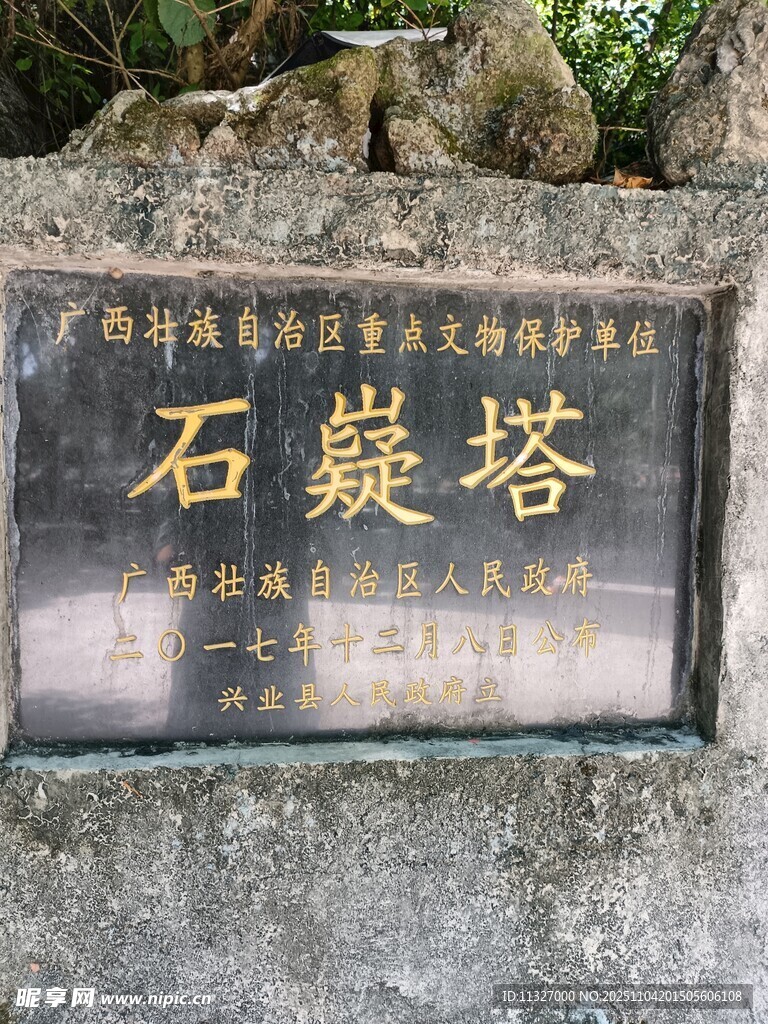 广西壮族自治区重点文物保护单位
石嶷塔
广西壮族自治区人民政府
二〇一七年十二月八日公布
兴业县人民政府立
昵享网 www.nipic.cn
ID:11327000 NO:20251104201505606108